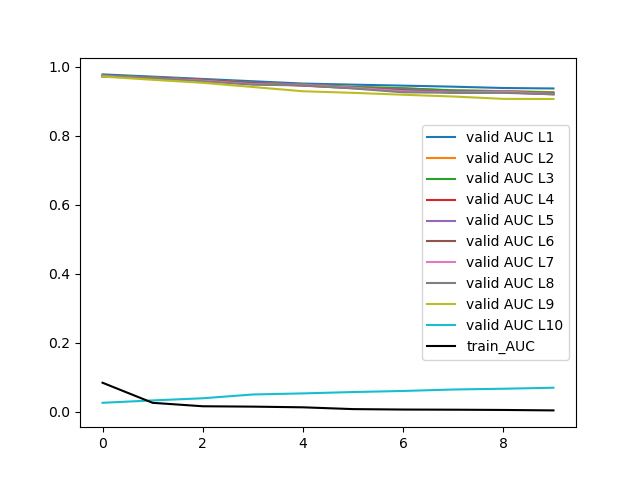 1.0
0.8
0.6
0.4
0.2
0.0
0 2 4 6 8
valid AUC L1
valid AUC L2
valid AUC L3
valid AUC L4
valid AUC L5
valid AUC L6
valid AUC L7
valid AUC L8
valid AUC L9
valid AUC L10
train_AUC